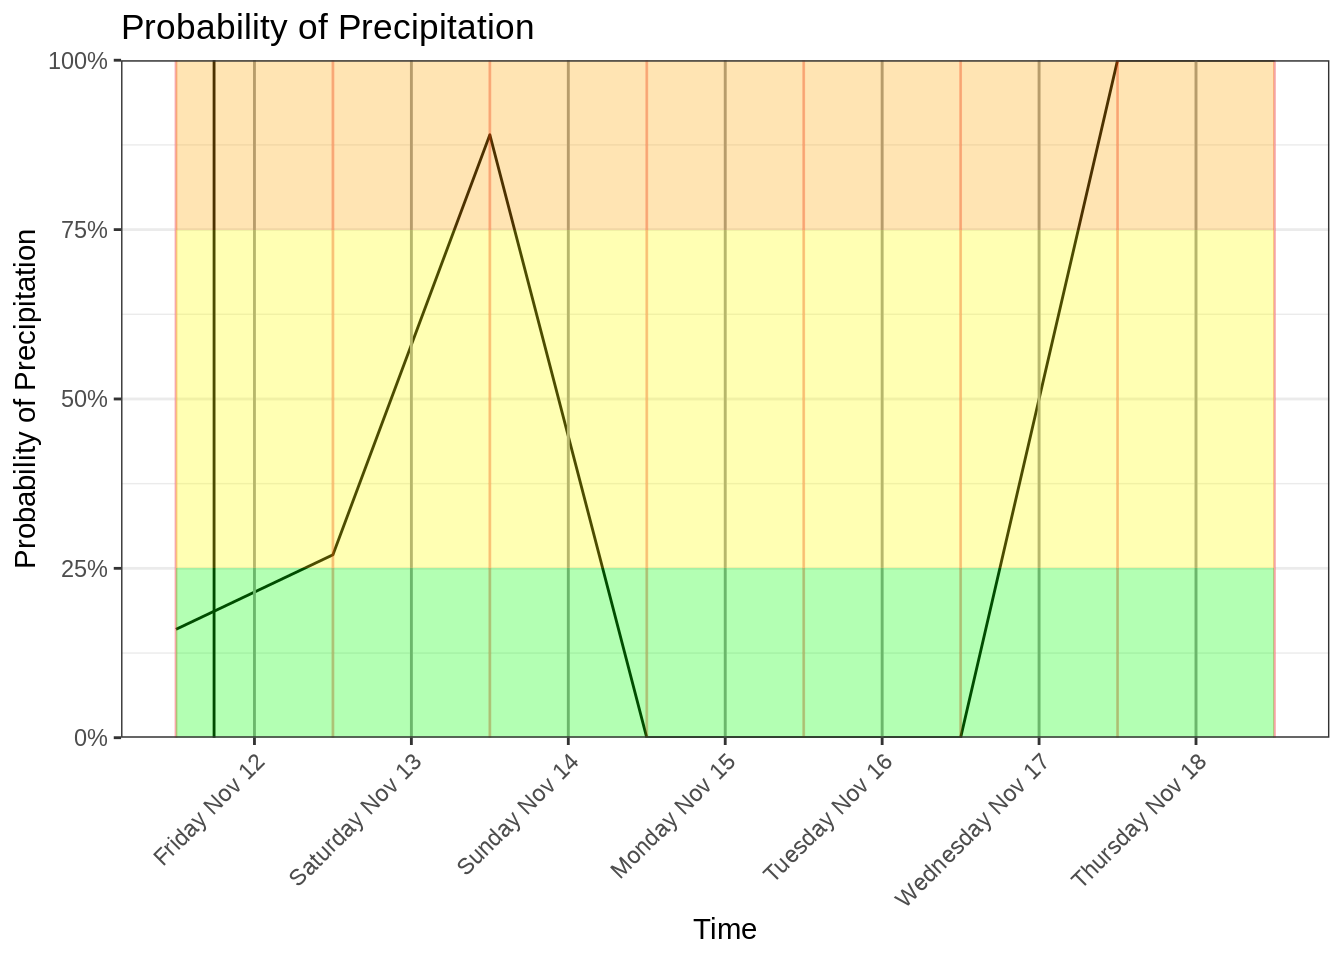 Probability of Precipitation
Probability of Precipitation
100%
75%
50%
25%
0%
Friday Nov 12
Saturday Nov 13
Sunday Nov 14
Monday Nov 15
Tuesday Nov 16
Wednesday Nov 17
Thursday Nov 18
Time